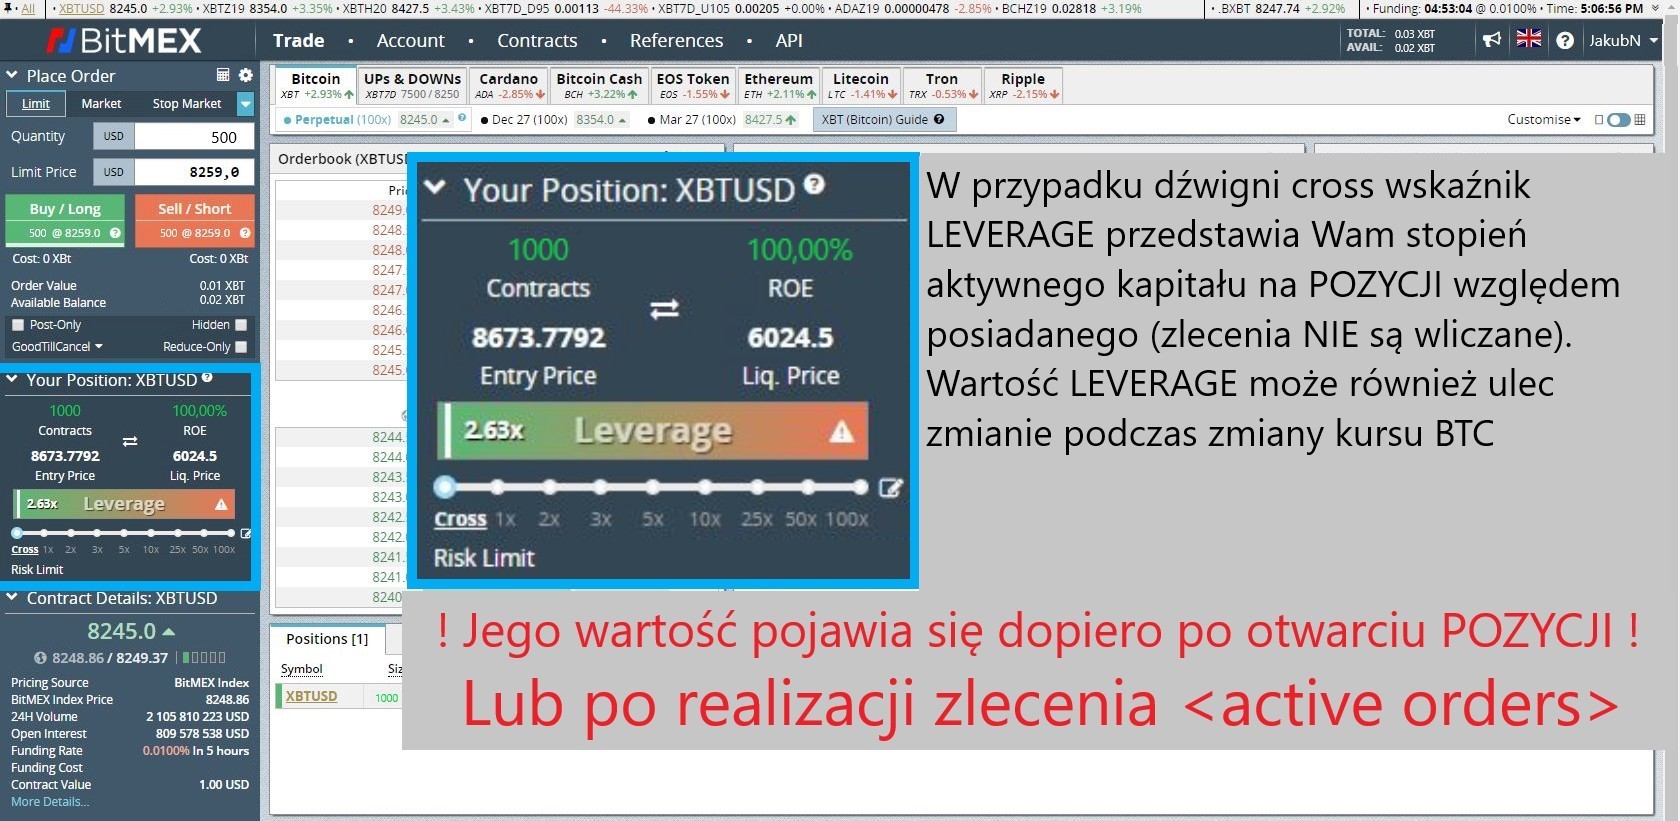 All · XBTUSD 8245.0 +2.93% · XBTZ19 8354.0 +3.35% · XBTH20 8427.5 +3.43% · XBT7D_D95 0.00113 -44.33% · XBT7D_U105 0.00205 +0.00% · ADAZ19 0.00000478 -2.85% · BCHZ19 0.02818 +3.19%
· .BXBT 8247.74 +2.92% · Funding: 04:53:04 @ 0.0100% · Time: 5:06:56 PM
BitMEX
Trade · Account · Contracts · References · API
TOTAL: 0.03 XBT
AVAIL: 0.02 XBT
JakubN
Place Order
Limit Market Stop Market
Quantity USD 500
Limit Price USD 8259,0
Buy / Long Sell / Short
500 @ 8259.0 500 @ 8259.0
Cost: 0 XBt Cost: 0 XBt
Order Value 0.01 XBT
Available Balance 0.02 XBT
Post-Only Hidden
GoodTillCancel Reduce-Only
Your Position: XBTUSD
1000 100,00%
Contracts ROE
8673.7792 6024.5
Entry Price Liq. Price
2.63x Leverage
Cross 1x 2x 3x 5x 10x 25x 50x 100x
Risk Limit
Contract Details: XBTUSD
8245.0
8248.86 / 8249.37
Pricing Source BitMEX Index
BitMEX Index Price 8248.86
24H Volume 2 105 810 223 USD
Open Interest 809 578 538 USD
Funding Rate 0.0100% In 5 hours
Funding Cost
Contract Value 1.00 USD
More Details...
Bitcoin UPs & DOWNs Cardano Bitcoin Cash EOS Token Ethereum Litecoin Tron Ripple
XBT +2.93% XBT7D 7500 / 8250 ADA -2.85% BCH +3.22% EOS -1.55% ETH +2.11% LTC -1.41% TRX -0.53% XRP -2.15%
Perpetual (100x) 8245.0 Dec 27 (100x) 8354.0 Mar 27 (100x) 8427.5 XBT (Bitcoin) Guide
Customise
Orderbook (XBTUSD
8249.
8248.
8248.
8247.
8247.
8246.
8246.
8245.
8245.
8244.
8244.
8243.
8243.
8242.
8242.
8241.
8241.
8240
Your Position: XBTUSD
1000 100,00%
Contracts ROE
8673.7792 6024.5
Entry Price Liq. Price
2.63x Leverage
Cross 1x 2x 3x 5x 10x 25x 50x 100x
Risk Limit
W przypadku dźwigni cross wskaźnik
LEVERAGE przedstawia Wam stopień
aktywnego kapitału na POZYCJI względem
posiadanego (zlecenia NIE są wliczane).
Wartość LEVERAGE może również ulec
zmianie podczas zmiany kursu BTC
! Jego wartość pojawia się dopiero po otwarciu POZYCJI !
Lub po realizacji zlecenia <active orders>
Positions [1]
Symbol
XBTUSD 1000